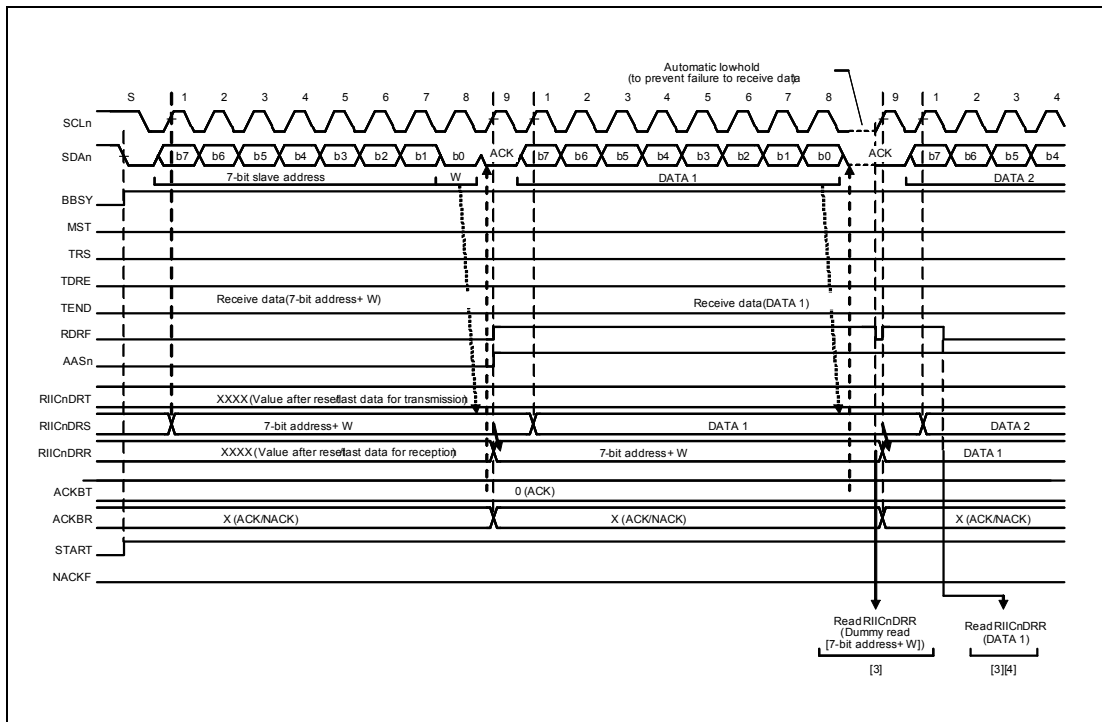 Automatic lowhold
(to prevent failure to receive data)
S 1 2 3 4 5 6 7 8 9 1 2 3 4 5 6 7 8 9 1 2 3 4
SCLn
SDAn b7 b6 b5 b4 b3 b2 b1 b0 ACK b7 b6 b5 b4 b3 b2 b1 b0 ACK b7 b6 b5 b4
7-bit slave address W DATA 1 DATA 2
BBSY
MST
TRS
TDRE
Receive data(7-bit address+ W) Receive data(DATA 1)
TEND
RDRF
AASn
RIICnDRT XXXX (Value after reset/last data for transmission)
RIICnDRS 7-bit address+ W DATA 1 DATA 2
RIICnDRR XXXX (Value after reset/last data for reception) 7-bit address+ W DATA 1
ACKBT 0 (ACK)
ACKBR X (ACK/NACK) X (ACK/NACK) X (ACK/NACK)
START
NACKF
Read RIICnDRR
(Dummy read
[7-bit address+ W])
[3]
Read RIICnDRR
(DATA 1)
[3][4]